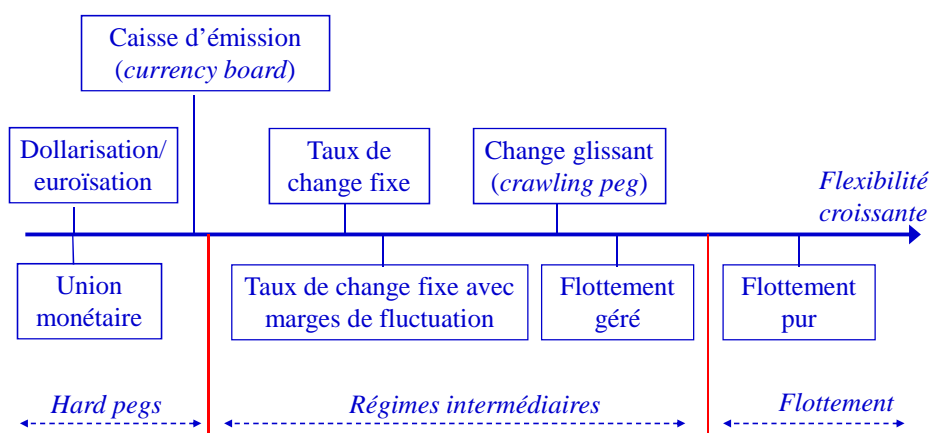 Caisse d’émission
(currency board)
Dollarisation/
euroïsation
Taux de
change fixe
Change glissant
(crawling peg)
Flexibilité
croissante
Union
monétaire
Taux de change fixe avec
marges de fluctuation
Flottement
géré
Flottement
pur
Hard pegs
Régimes intermédiaires
Flottement